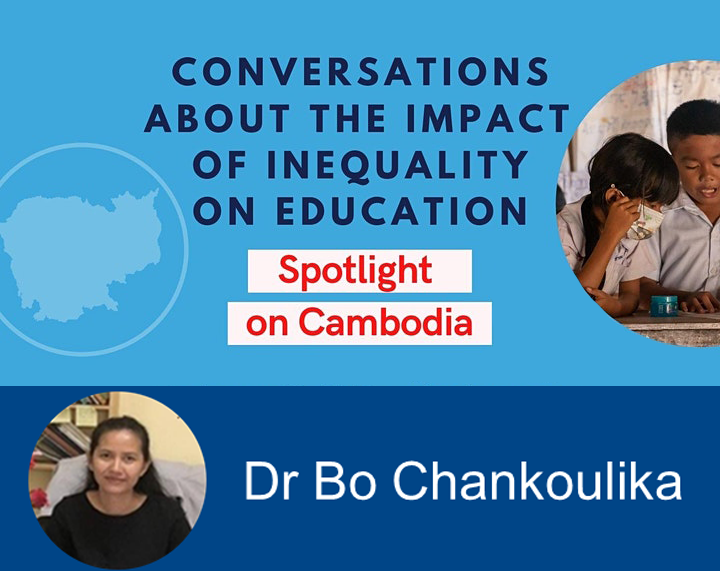 CONVERSATIONS
ABOUT THE IMPACT
OF INEQUALITY
ON EDUCATION
Spotlight
on Cambodia
Dr Bo Chankoulika